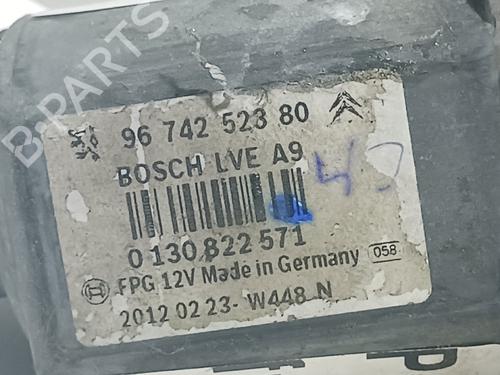 B-PARTS
96 742 523 80
BOSCH LVE A9
0 130 822 571
FPG 12V Made in Germany 058
2012 02 23- W448 N